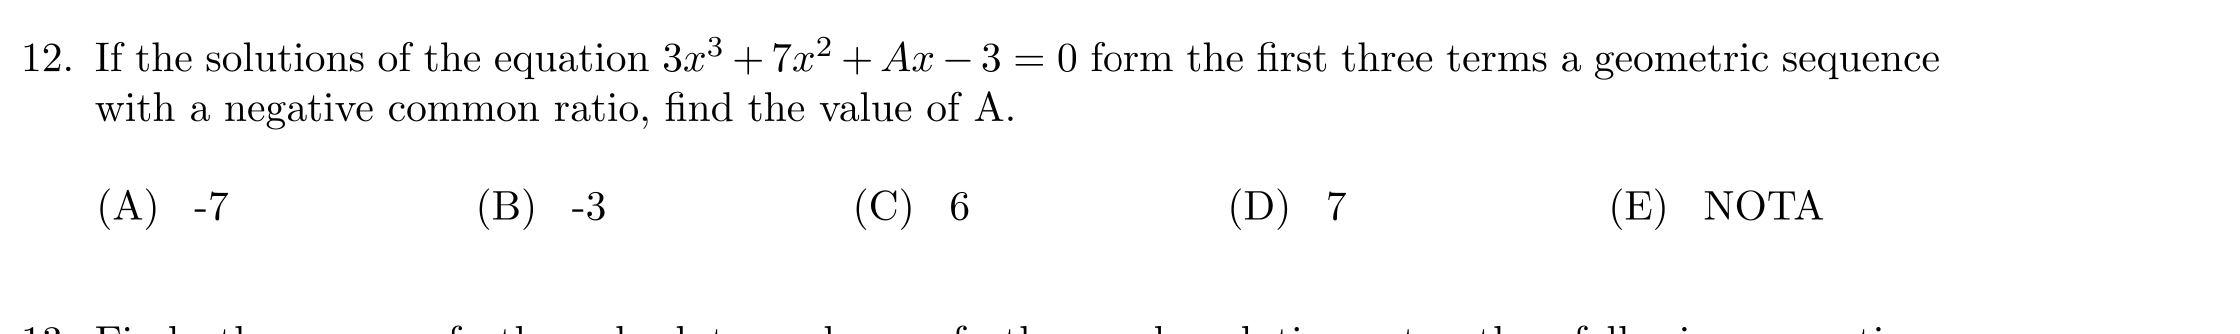 12. If the solutions of the equation 3x³ + 7x² + Ax − 3 = 0 form the first three terms a geometric sequence
with a negative common ratio, find the value of A.
(A) -7 (B) -3 (C) 6 (D) 7 (E) NOTA